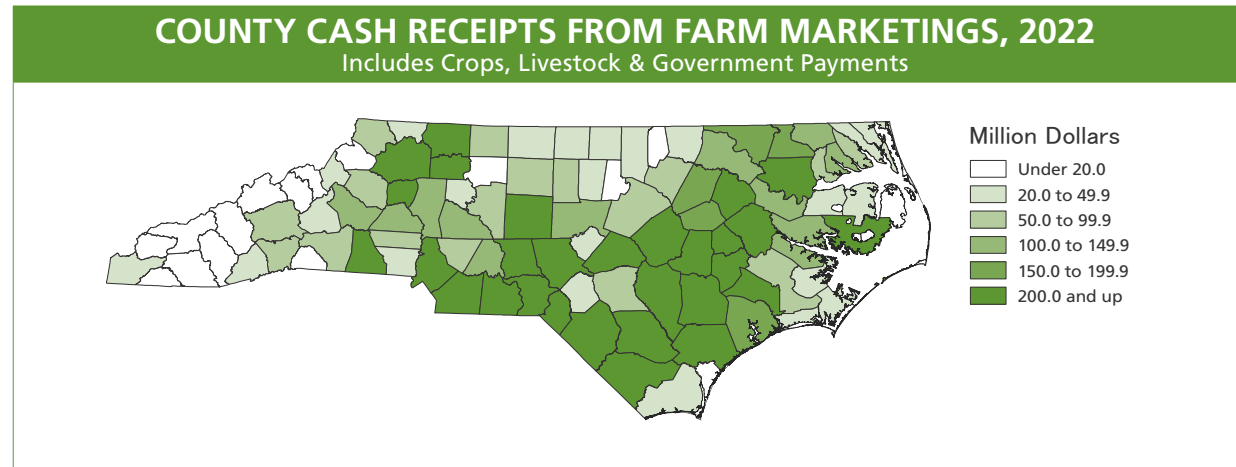 COUNTY CASH RECEIPTS FROM FARM MARKETINGS, 2022
Includes Crops, Livestock & Government Payments
Million Dollars
Under 20.0
20.0 to 49.9
50.0 to 99.9
100.0 to 149.9
150.0 to 199.9
200.0 and up